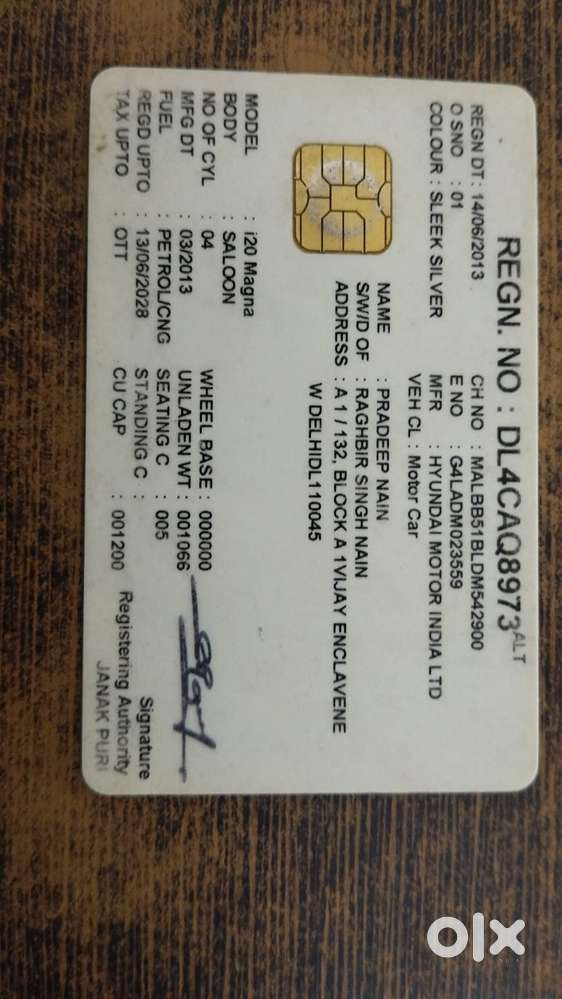 REGN. NO : DL4CAQ8973 ALT
REGN DT : 14/06/2013 CH NO : MALBB51BLDM542900
O SNO : 01 E NO : G4LADM023559
COLOUR : SLEEK SILVER MFR : HYUNDAI MOTOR INDIA LTD
VEH CL : Motor Car
NAME : PRADEEP NAIN
S/W/D OF : RAGHBIR SINGH NAIN
ADDRESS : A 1 / 132, BLOCK A 1VIJAY ENCLAVENE
W DELHIDL110045
MODEL : i20 Magna
BODY : SALOON WHEEL BASE : 000000
NO OF CYL : 04 UNLADEN WT : 001066
MFG DT : 03/2013 SEATING C : 005
FUEL : PETROL/CNG STANDING C :
REGD UPTO : 13/06/2028 CU CAP : 001200
TAX UPTO : OTT
Signature
Registering Authority
JANAK PURI
olx